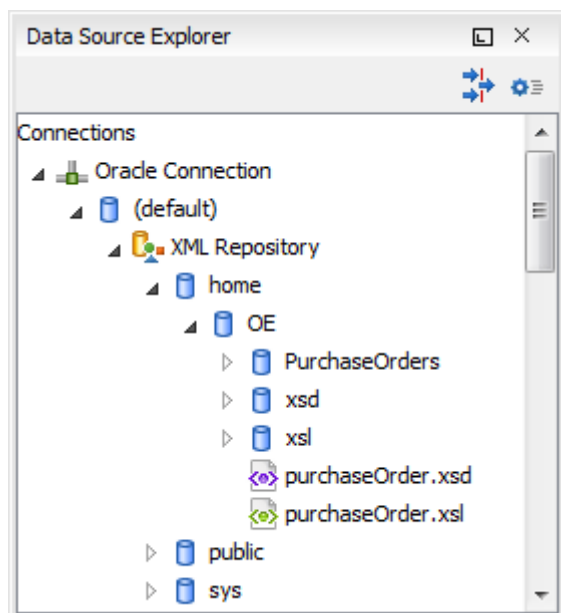 Data Source Explorer
Connections
Oracle Connection
(default)
XML Repository
home
OE
PurchaseOrders
xsd
xsl
purchaseOrder.xsd
purchaseOrder.xsl
public
sys